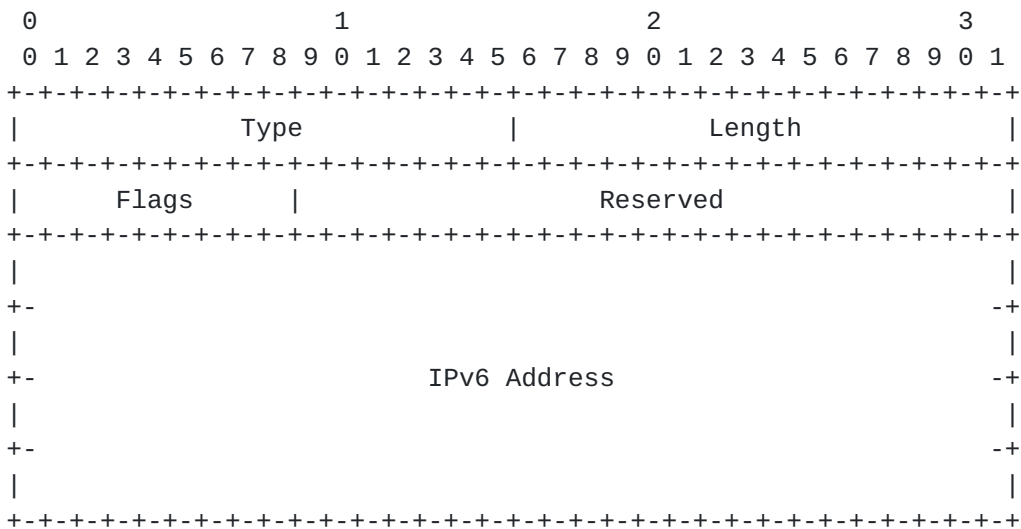 0                   1                   2                   3
 0 1 2 3 4 5 6 7 8 9 0 1 2 3 4 5 6 7 8 9 0 1 2 3 4 5 6 7 8 9 0 1
+-+-+-+-+-+-+-+-+-+-+-+-+-+-+-+-+-+-+-+-+-+-+-+-+-+-+-+-+-+-+-+-+
|              Type             |            Length             |
+-+-+-+-+-+-+-+-+-+-+-+-+-+-+-+-+-+-+-+-+-+-+-+-+-+-+-+-+-+-+-+-+
|      Flags      |                   Reserved                  |
+-+-+-+-+-+-+-+-+-+-+-+-+-+-+-+-+-+-+-+-+-+-+-+-+-+-+-+-+-+-+-+-+
|                                                               |
+-                                                             -+
|                                                               |
+-                         IPv6 Address                        -+
|                                                               |
+-                                                             -+
|                                                               |
+-+-+-+-+-+-+-+-+-+-+-+-+-+-+-+-+-+-+-+-+-+-+-+-+-+-+-+-+-+-+-+-+